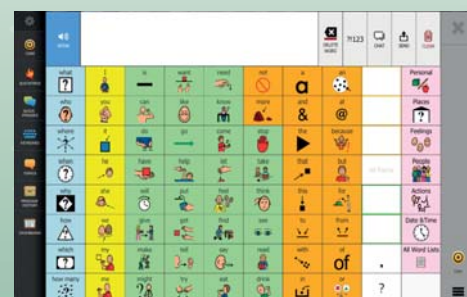 DELETE WORD
?!123
CHAT
SEND
CLEAR
what
I
is
want
need
not
a
an
Personal
who
you
can
like
know
more
and
at
Places
where
it
do
go
come
stop
the
because
Feelings
when
he
have
help
let
take
that
but
People
why
she
will
put
feel
think
this
for
Actions
how
we
give
get
find
see
to
from
Date & Time
which
my
make
tell
say
read
with
of
.
All Word Lists
how many
me
might
try
eat
drink
in
or
?